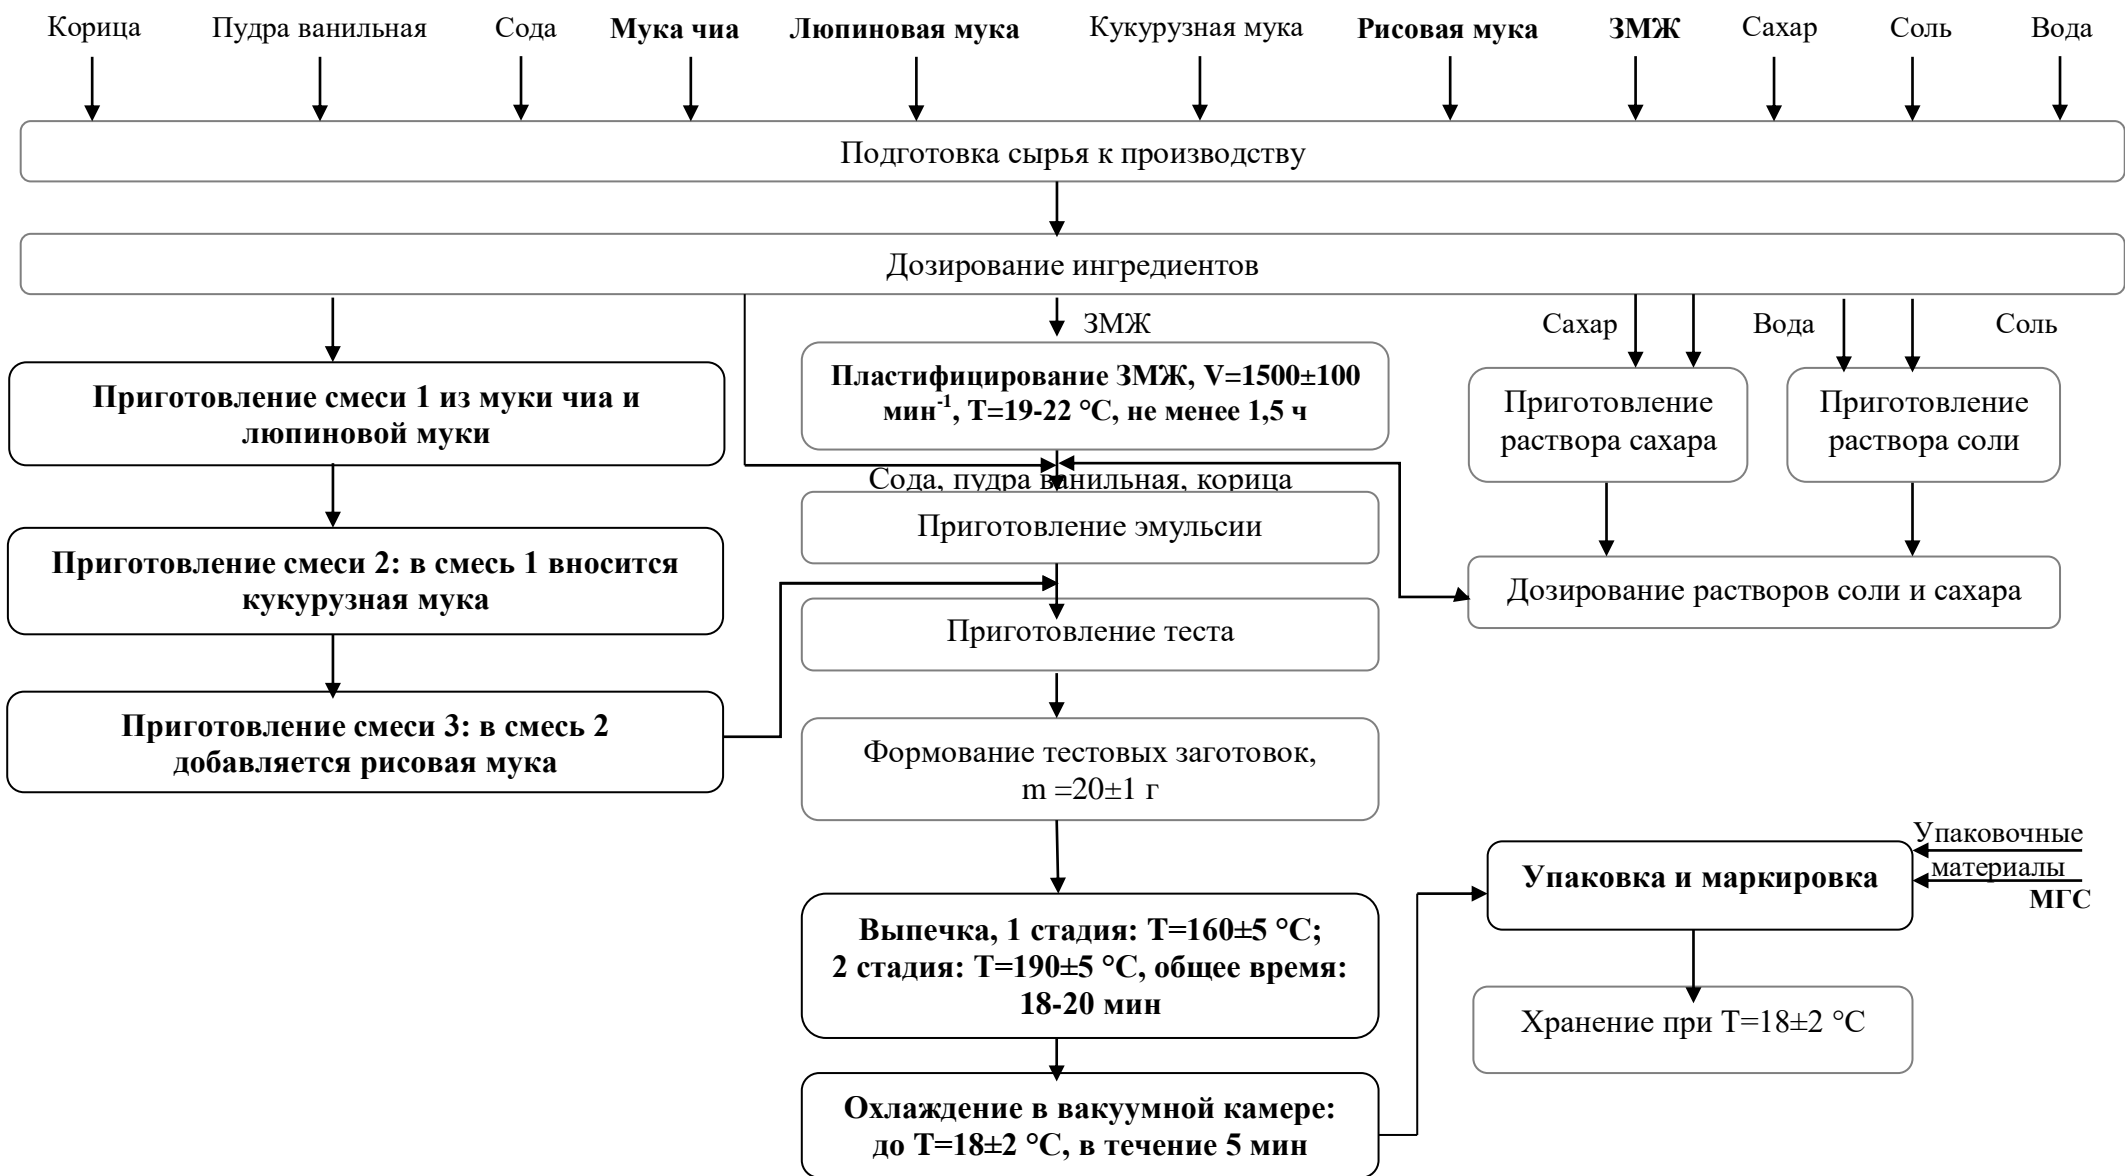 Корица Пудра ванильная Сода Мука чиа Люпиновая мука Кукурузная мука Рисовая мука ЗМЖ Сахар Соль Вода
Подготовка сырья к производству
Дозирование ингредиентов
ЗМЖ
Сахар
Вода
Соль
Приготовление смеси 1 из муки чиа и
люпиновой муки
Пластифицирование ЗМЖ, V=1500±100
мин⁻¹, T=19-22 °C, не менее 1,5 ч
Приготовление
раствора сахара
Приготовление
раствора соли
Сода, пудра ванильная, корица
Приготовление эмульсии
Приготовление смеси 2: в смесь 1 вносится
кукурузная мука
Дозирование растворов соли и сахара
Приготовление теста
Приготовление смеси 3: в смесь 2
добавляется рисовая мука
Формование тестовых заготовок,
m =20±1 г
Выпечка, 1 стадия: T=160±5 °C;
2 стадия: T=190±5 °C, общее время:
18-20 мин
Охлаждение в вакуумной камере:
до T=18±2 °C, в течение 5 мин
Упаковка и маркировка
Упаковочные
материалы
МГС
Хранение при T=18±2 °C